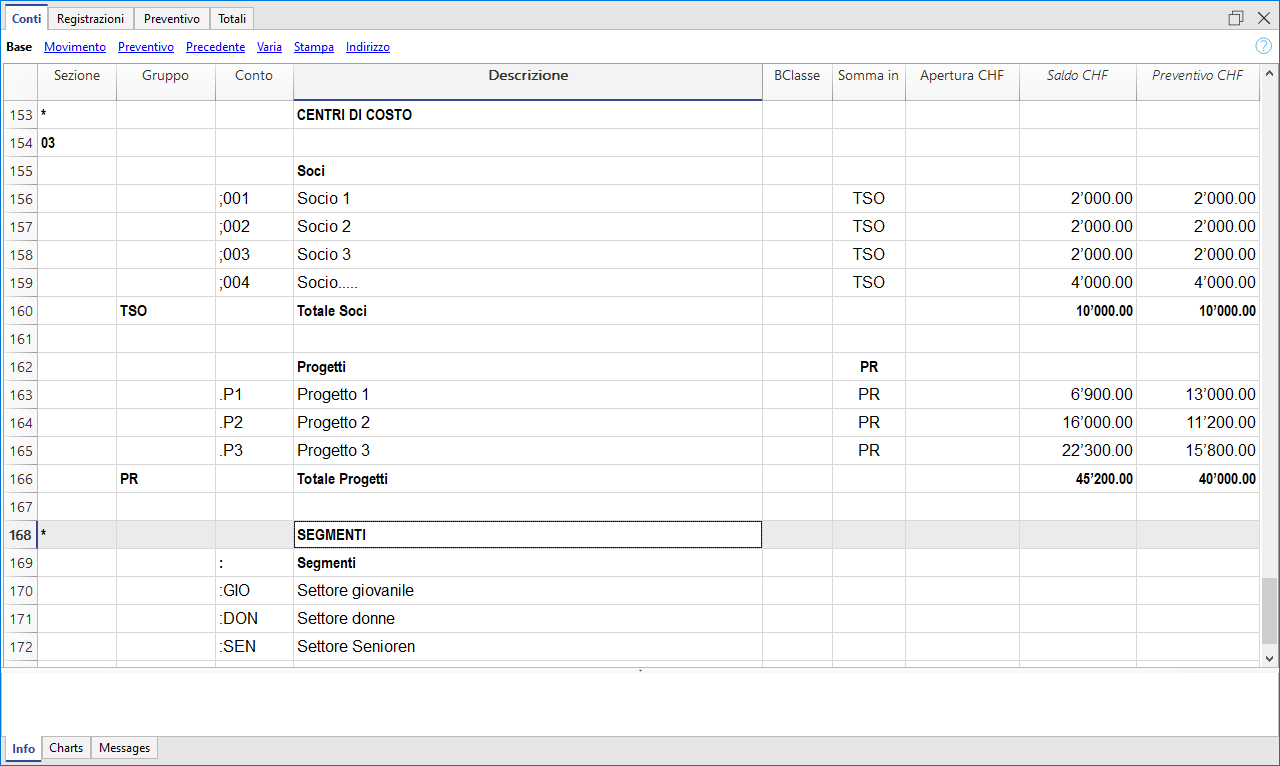 Conti Registrazioni Preventivo Totali
Base Movimento Preventivo Precedente Varia Stampa Indirizzo ?
Sezione Gruppo Conto Descrizione BClasse Somma in Apertura CHF Saldo CHF Preventivo CHF
153 * CENTRI DI COSTO
154 03
155 Soci
156 ;001 Socio 1 TSO 2’000.00 2’000.00
157 ;002 Socio 2 TSO 2’000.00 2’000.00
158 ;003 Socio 3 TSO 2’000.00 2’000.00
159 ;004 Socio..... TSO 4’000.00 4’000.00
160 TSO Totale Soci 10’000.00 10’000.00
161
162 Progetti PR
163 .P1 Progetto 1 PR 6’900.00 13’000.00
164 .P2 Progetto 2 PR 16’000.00 11’200.00
165 .P3 Progetto 3 PR 22’300.00 15’800.00
166 PR Totale Progetti 45’200.00 40’000.00
167
168 * SEGMENTI
169 : Segmenti
170 :GIO Settore giovanile
171 :DON Settore donne
172 :SEN Settore Senioren
Info Charts Messages